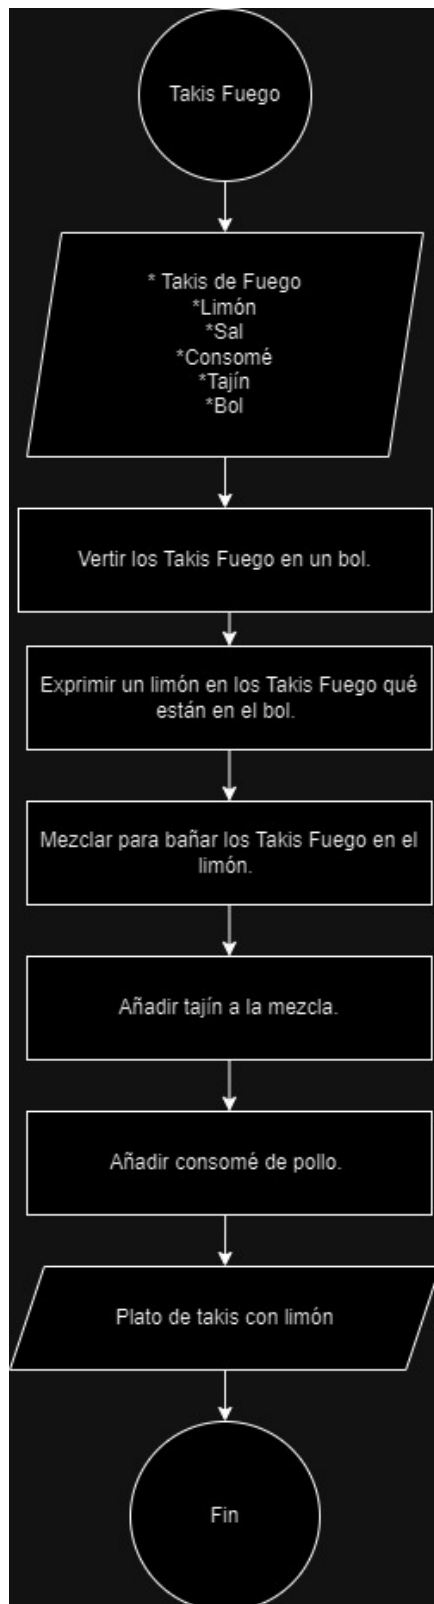 Takis Fuego
* Takis de Fuego
*Limón
*Sal
*Consomé
*Tajín
*Bol
Vertir los Takis Fuego en un bol.
Exprimir un limón en los Takis Fuego qué
están en el bol.
Mezclar para bañar los Takis Fuego en el
limón.
Añadir tajín a la mezcla.
Añadir consomé de pollo.
Plato de takis con limón
Fin